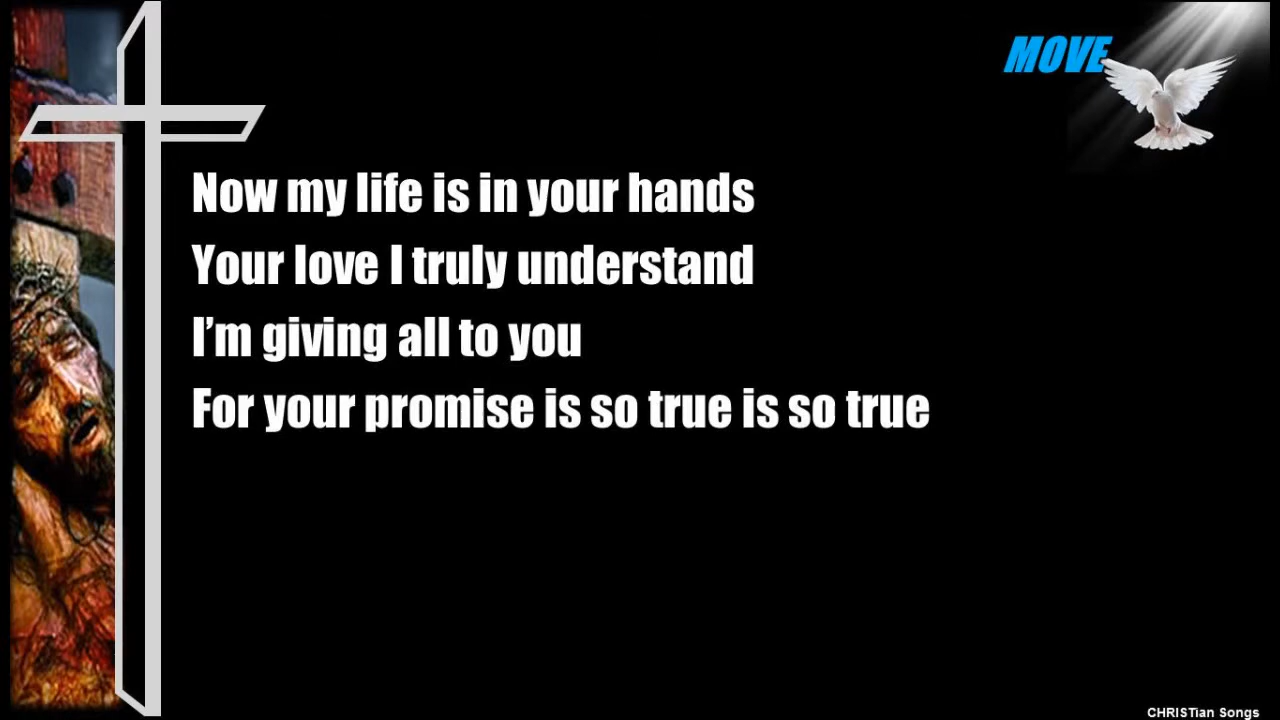 MOVE
Now my life is in your hands
Your love I truly understand
I’m giving all to you
For your promise is so true is so true
CHRISTian Songs